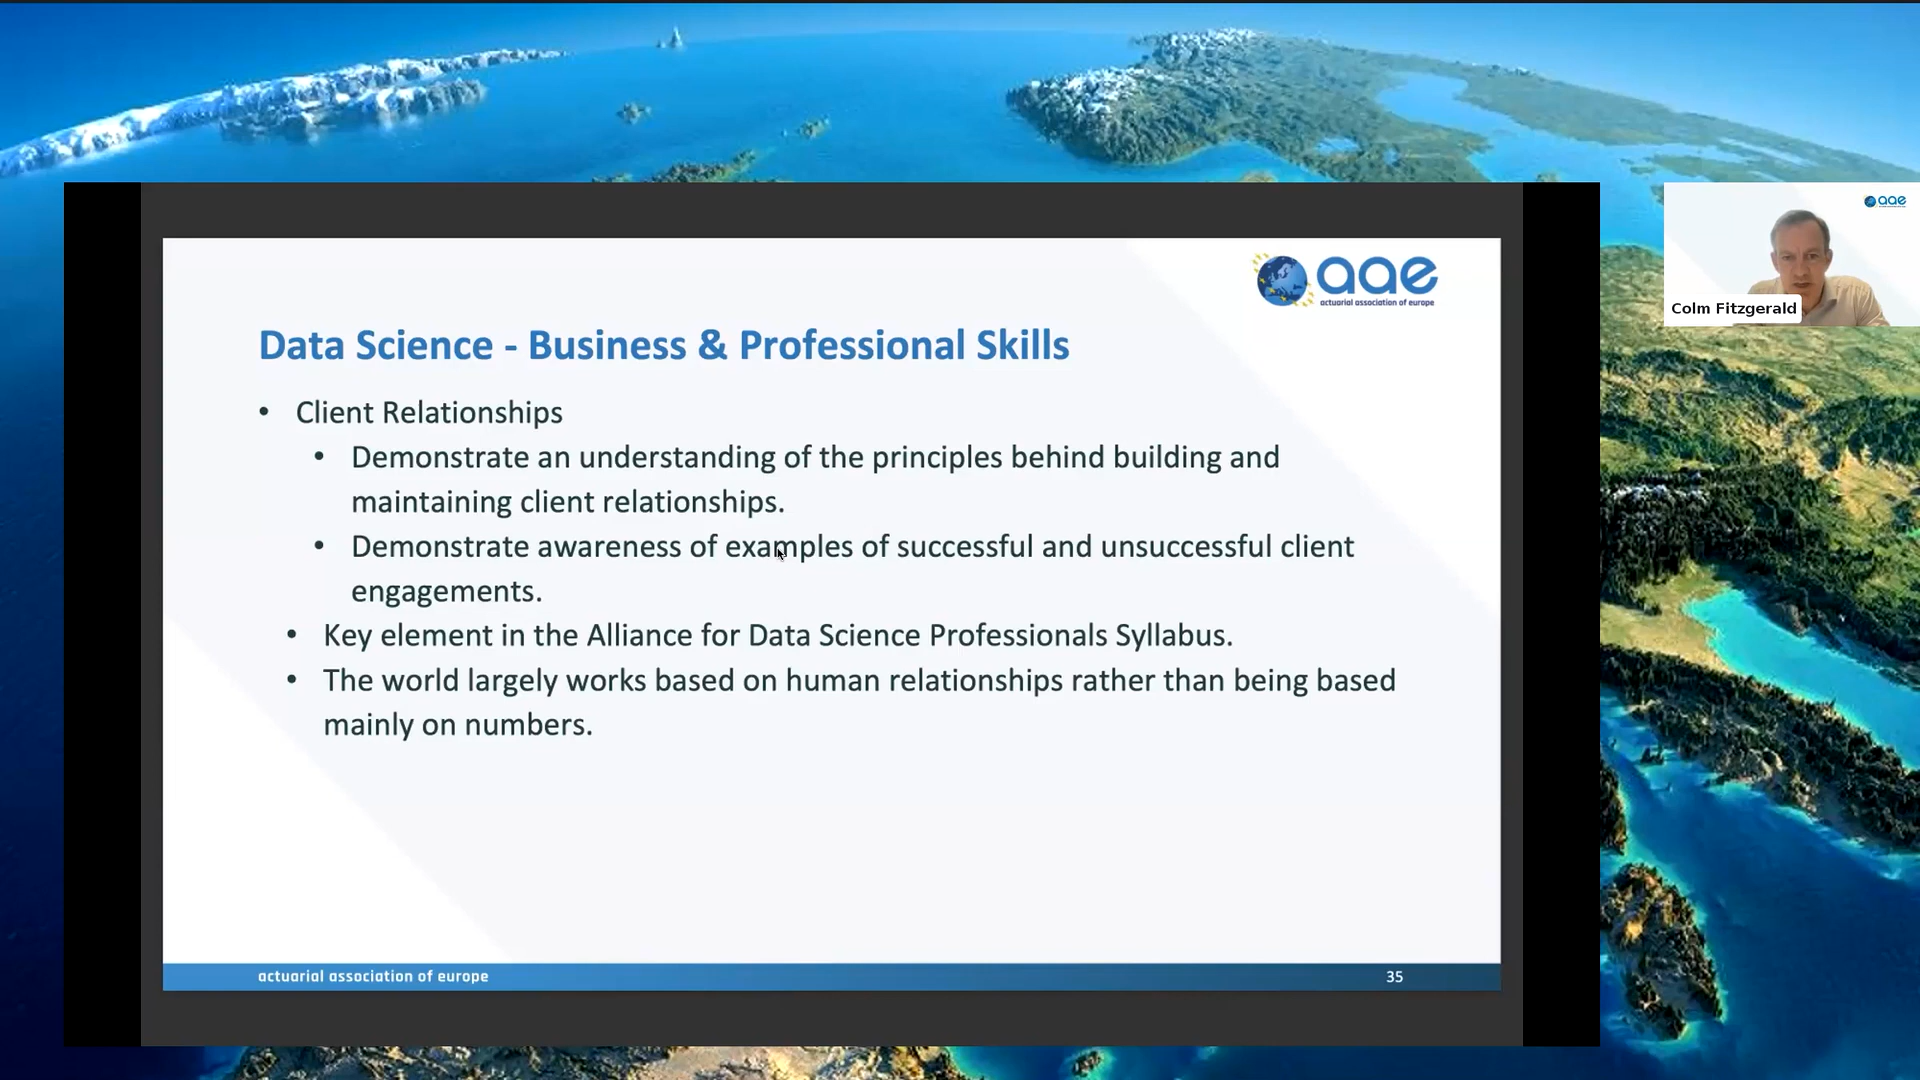 aae
actuarial association of europe
aae
Colm Fitzgerald
Data Science - Business & Professional Skills
• Client Relationships
• Demonstrate an understanding of the principles behind building and
maintaining client relationships.
• Demonstrate awareness of examples of successful and unsuccessful client
engagements.
• Key element in the Alliance for Data Science Professionals Syllabus.
• The world largely works based on human relationships rather than being based
mainly on numbers.
actuarial association of europe
35